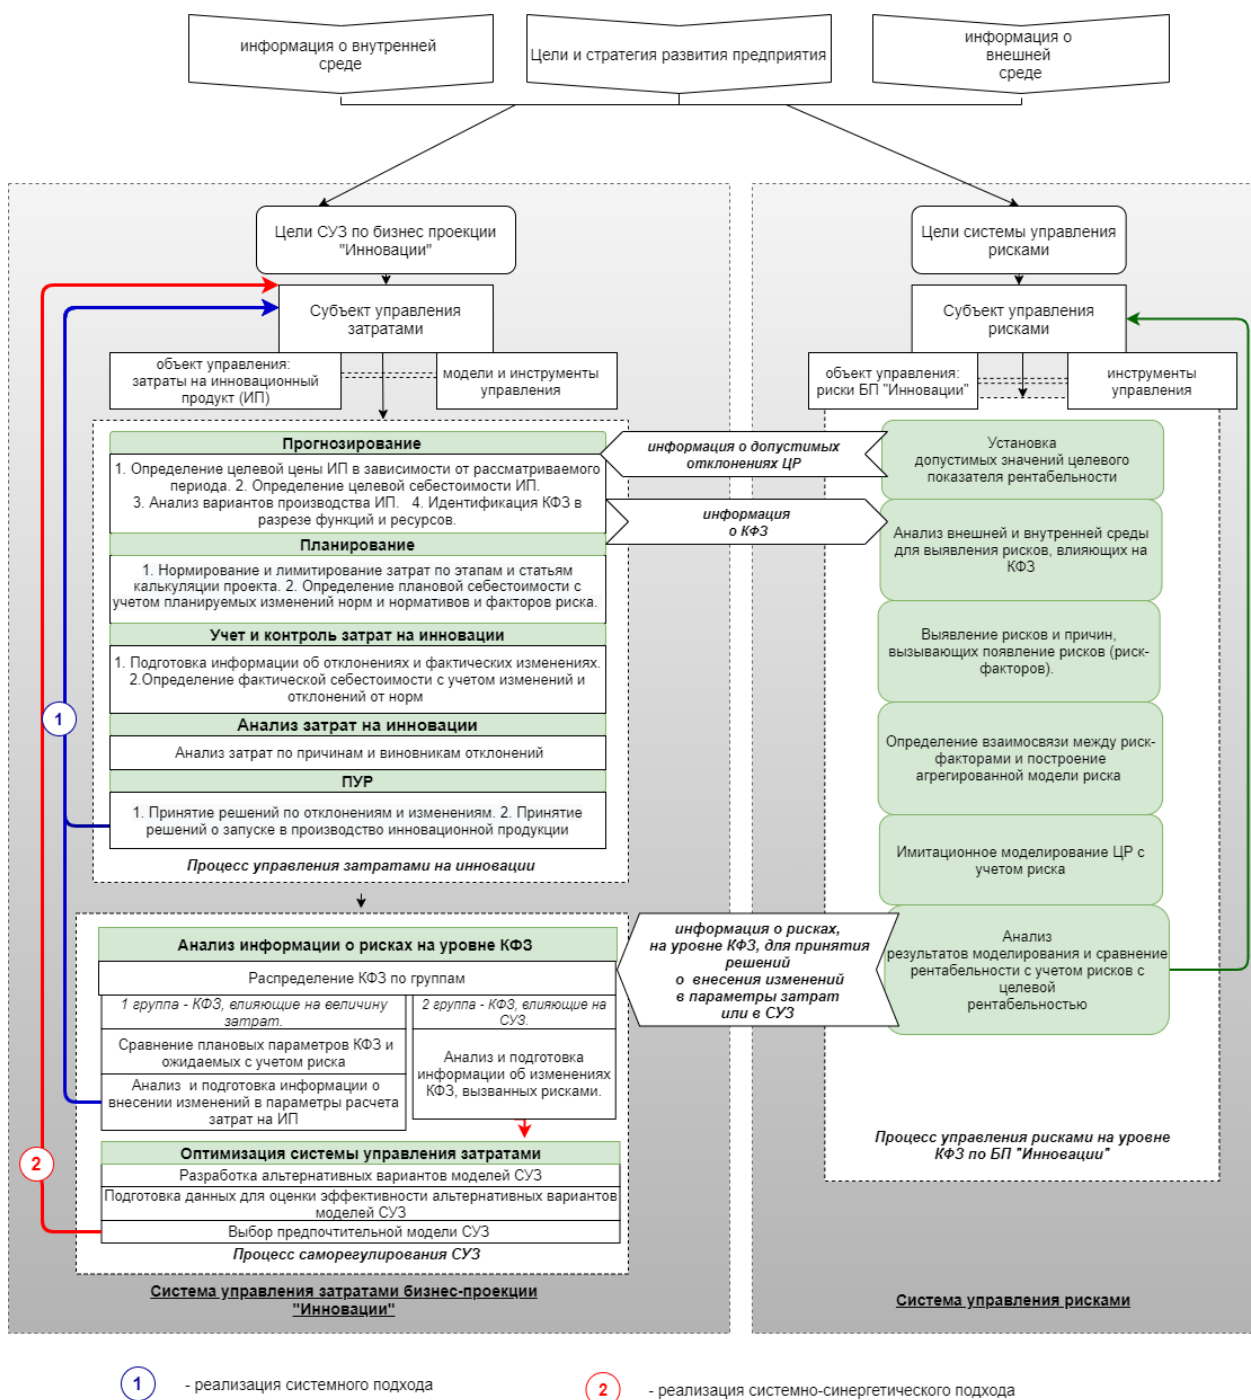 информация о внутренней
среде
Цели и стратегия развития предприятия
информация о
внешней
среде
Цели СУЗ по бизнес проекции
"Инновации"
Субъект управления
затратами
объект управления:
затраты на инновационный
продукт (ИП)
модели и инструменты
управления
Прогнозирование
1. Определение целевой цены ИП в зависимости от рассматриваемого
периода. 2. Определение целевой себестоимости ИП.
3. Анализ вариантов производства ИП. 4. Идентификация КФЗ в
разрезе функций и ресурсов.
Планирование
1. Нормирование и лимитирование затрат по этапам и статьям
калькуляции проекта. 2. Определение плановой себестоимости с
учетом планируемых изменений норм и нормативов и факторов риска.
Учет и контроль затрат на инновации
1. Подготовка информации об отклонениях и фактических изменениях.
2.Определение фактической себестоимости с учетом изменений и
отклонений от норм
Анализ затрат на инновации
Анализ затрат по причинам и виновникам отклонений
ПУР
1. Принятие решений по отклонениям и изменениям. 2. Принятие
решений о запуске в производство инновационной продукции
Процесс управления затратами на инновации
1
Анализ информации о рисках на уровне КФЗ
Распределение КФЗ по группам
1 группа - КФЗ, влияющие на величину
затрат.
2 группа - КФЗ, влияющие на
СУЗ.
Сравнение плановых параметров КФЗ и
ожидаемых с учетом риска
Анализ и подготовка информации о
внесении изменений в параметры расчета
затрат на ИП
Анализ и подготовка
информации об изменениях
КФЗ, вызванных рисками.
Оптимизация системы управления затратами
Разработка альтернативных вариантов моделей СУЗ
Подготовка данных для оценки эффективности альтернативных вариантов
моделей СУЗ
Выбор предпочтительной модели СУЗ
Процесс саморегулирования СУЗ
2
Система управления затратами бизнес-проекции
"Инновации"
информация о допустимых
отклонениях ЦР
информация
о КФЗ
информация о рисках,
на уровне КФЗ, для принятия
решений
о внесения изменений
в параметры затрат
или в СУЗ
Цели системы управления
рисками
Субъект управления
рисками
объект управления:
риски БП "Инновации"
инструменты
управления
Установка
допустимых значений целевого
показателя рентабельности
Анализ внешней и внутренней среды
для выявления рисков, влияющих на
КФЗ
Выявление рисков и причин,
вызывающих появление рисков (риск-
факторов).
Определение взаимосвязи между риск-
факторами и построение
агрегированной модели риска
Имитационное моделирование ЦР с
учетом риска
Анализ
результатов моделирования и сравнение
рентабельности с учетом рисков с
целевой
рентабельностью
Процесс управления рисками на уровне
КФЗ по БП "Инновации"
Система управления рисками
1 - реализация системного подхода
2 - реализация системно-синергетического подхода